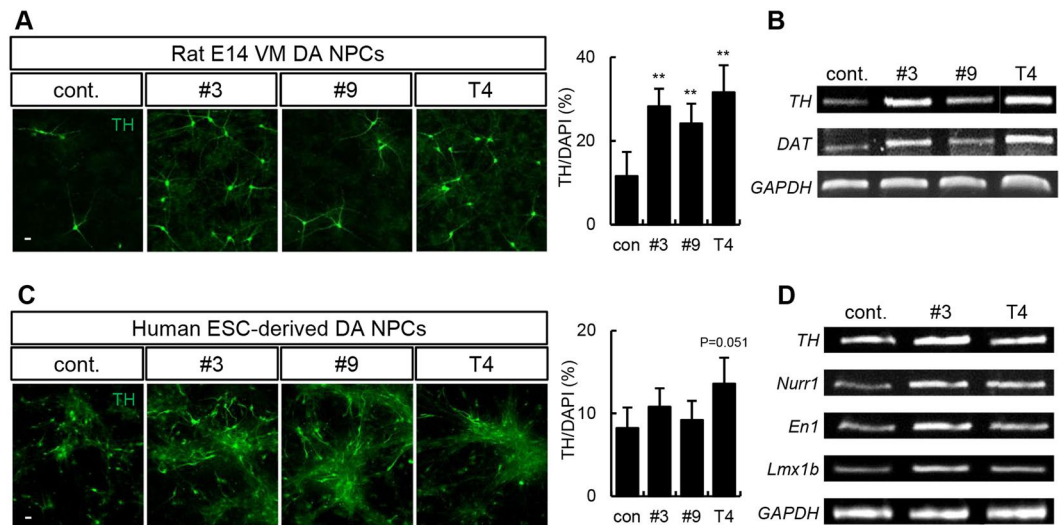 A
Rat E14 VM DA NPCs
cont. #3 #9 T4
TH
TH/DAPI (%)
40
20
0
** ** **
con #3 #9 T4
B
cont. #3 #9 T4
TH
DAT
GAPDH
C
Human ESC-derived DA NPCs
cont. #3 #9 T4
TH
TH/DAPI (%)
20
10
0
P=0.051
con #3 #9 T4
D
cont. #3 T4
TH
Nurr1
En1
Lmx1b
GAPDH